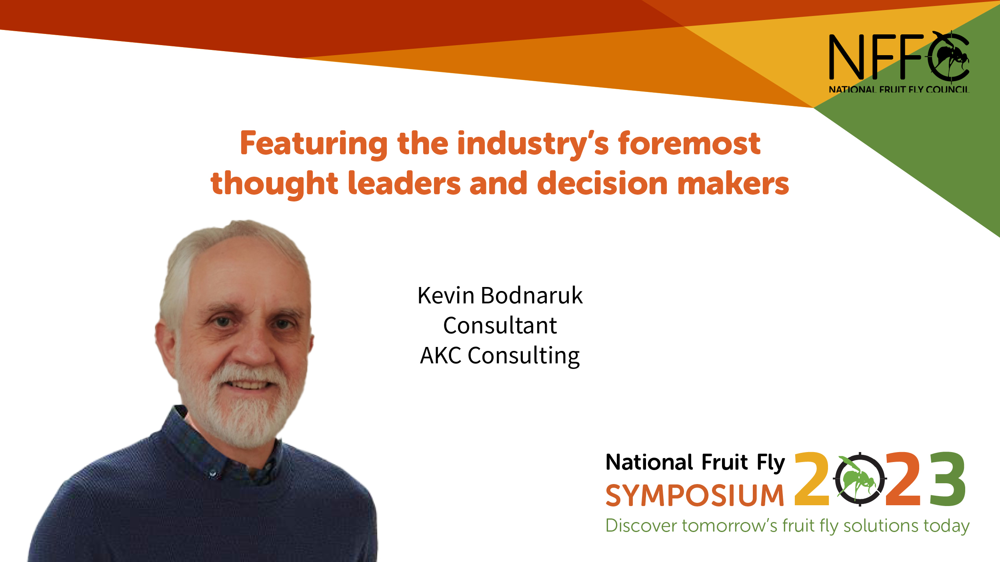 NFFC
NATIONAL FRUIT FLY COUNCIL
Featuring the industry’s foremost
thought leaders and decision makers
Kevin Bodnaruk
Consultant
AKC Consulting
National Fruit Fly
SYMPOSIUM 2023
Discover tomorrow’s fruit fly solutions today